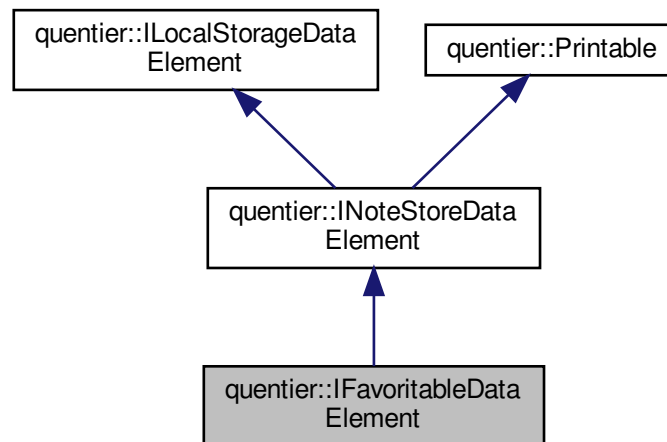 quentier::ILocalStorageData
Element
quentier::Printable
quentier::INoteStoreData
Element
quentier::IFavoritableData
Element